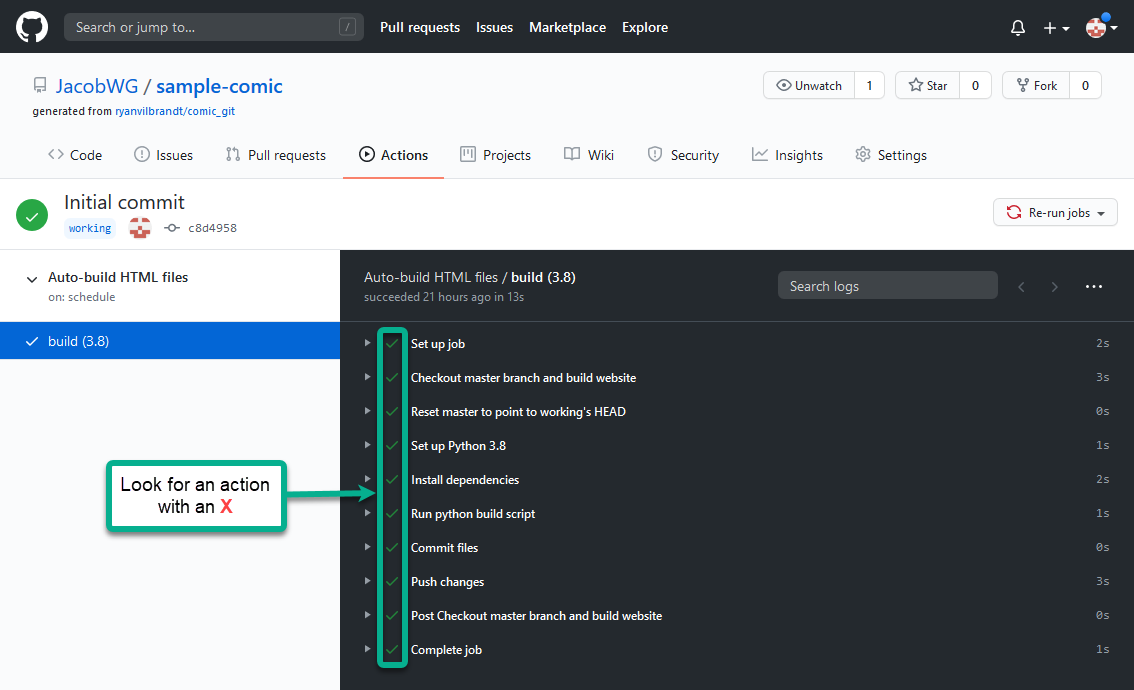 Search or jump to... / Pull requests Issues Marketplace Explore
JacobWG / sample-comic Unwatch 1 Star 0 Fork 0
generated from ryanvilbrandt/comic_git
Code Issues Pull requests Actions Projects Wiki Security Insights Settings
Initial commit
working c8d4958
Re-run jobs
Auto-build HTML files
on: schedule
build (3.8)
Auto-build HTML files / build (3.8)
succeeded 21 hours ago in 13s
Search logs
Set up job 2s
Checkout master branch and build website 3s
Reset master to point to working's HEAD 0s
Set up Python 3.8 1s
Install dependencies 2s
Run python build script 1s
Commit files 0s
Push changes 3s
Post Checkout master branch and build website 0s
Complete job 1s
Look for an action
with an X